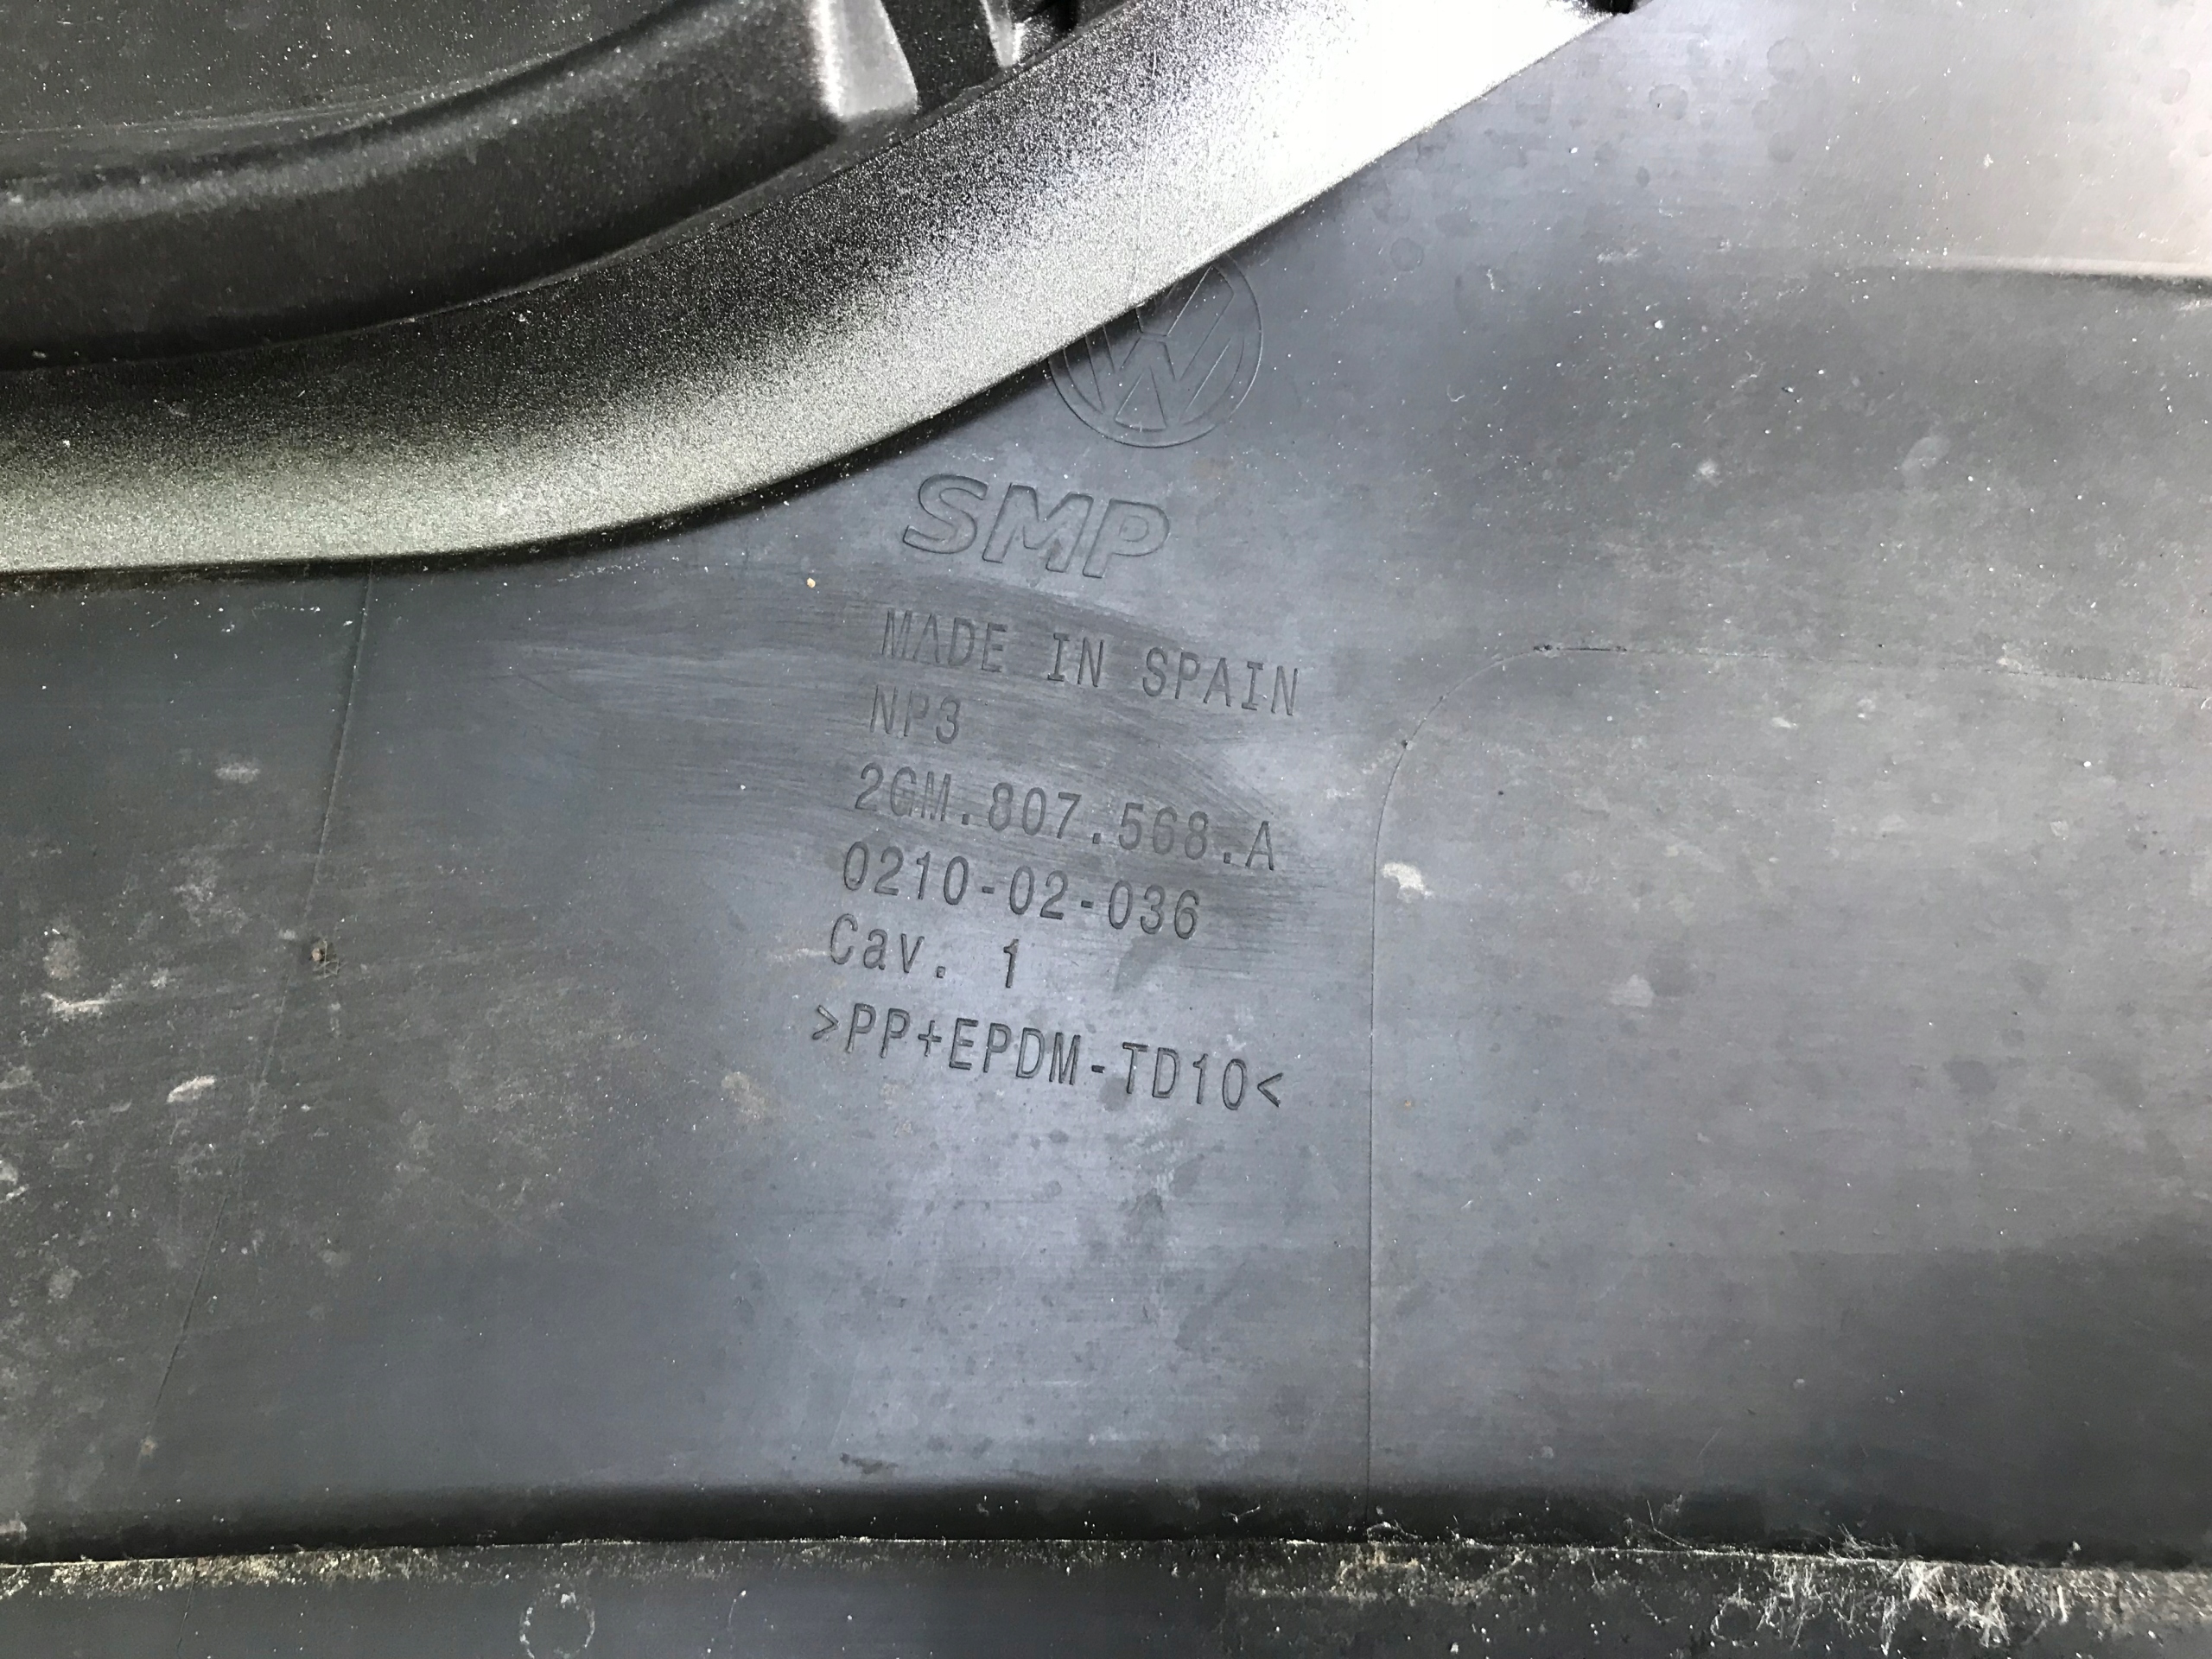 SMP
MADE IN SPAIN
NP3
2GM.807.568.A
0210-02-036
Cav. 1
>PP+EPDM-TD10<